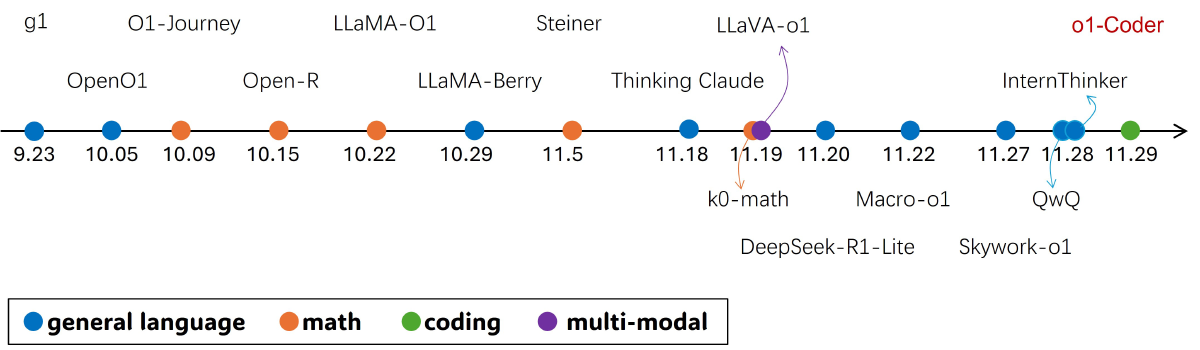 g1 O1-Journey LLaMA-O1 Steiner LLaVA-o1 o1-Coder
OpenO1 Open-R LLaMA-Berry Thinking Claude InternThinker
9.23 10.05 10.09 10.15 10.22 10.29 11.5 11.18 11.19 11.20 11.22 11.27 11.28 11.29
k0-math Macro-o1 QwQ
DeepSeek-R1-Lite Skywork-o1
general language math coding multi-modal